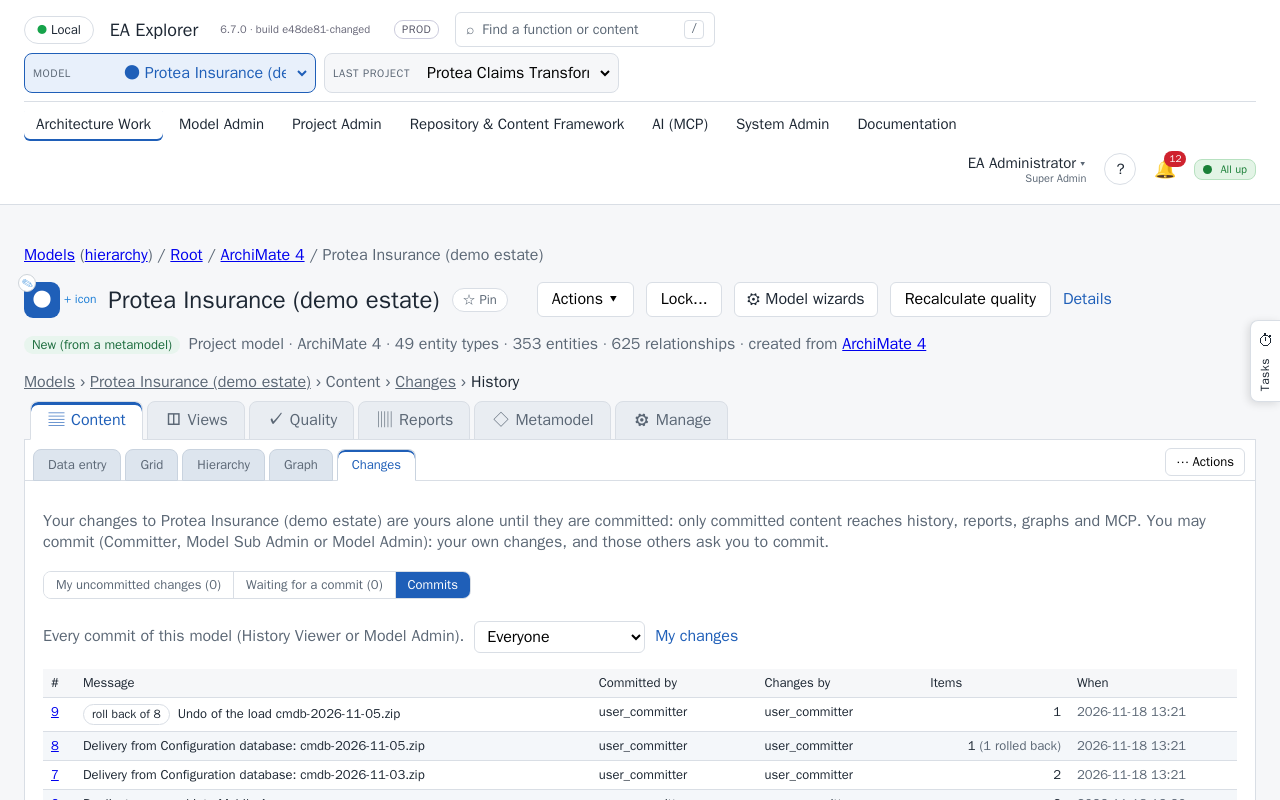 Local
EA Explorer
6.7.0 · build e48de81-changed
PROD
Find a function or content
/
MODEL
Protea Insurance (de
LAST PROJECT
Protea Claims Transfor
Architecture Work
Model Admin
Project Admin
Repository & Content Framework
AI (MCP)
System Admin
Documentation
EA Administrator
Super Admin
?
12
All up
Models (hierarchy) / Root / ArchiMate 4 / Protea Insurance (demo estate)
+ icon
Protea Insurance (demo estate)
☆ Pin
Actions ▾
Lock...
⚙ Model wizards
Recalculate quality
Details
New (from a metamodel)
Project model · ArchiMate 4 · 49 entity types · 353 entities · 625 relationships · created from ArchiMate 4
Tasks
Models › Protea Insurance (demo estate) › Content › Changes › History
Content
Views
Quality
Reports
Metamodel
Manage
Data entry
Grid
Hierarchy
Graph
Changes
··· Actions
Your changes to Protea Insurance (demo estate) are yours alone until they are committed: only committed content reaches history, reports, graphs and MCP. You may
commit (Committer, Model Sub Admin or Model Admin): your own changes, and those others ask you to commit.
My uncommitted changes (0)
Waiting for a commit (0)
Commits
Every commit of this model (History Viewer or Model Admin).
Everyone
My changes
# Message Committed by Changes by Items When
9 roll back of 8 Undo of the load cmdb-2026-11-05.zip user_committer user_committer 1 2026-11-18 13:21
8 Delivery from Configuration database: cmdb-2026-11-05.zip user_committer user_committer 1 (1 rolled back) 2026-11-18 13:21
7 Delivery from Configuration database: cmdb-2026-11-03.zip user_committer user_committer 2 2026-11-18 13:21